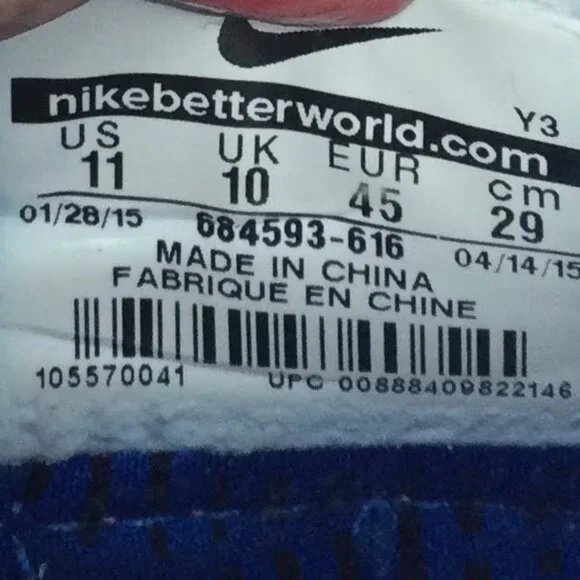 nikebetterworld.com
Y3
US UK EUR cm
11 10 45 29
01/28/15 684593-616 04/14/15
MADE IN CHINA
FABRIQUE EN CHINE
105570041 UPC 00888409822146